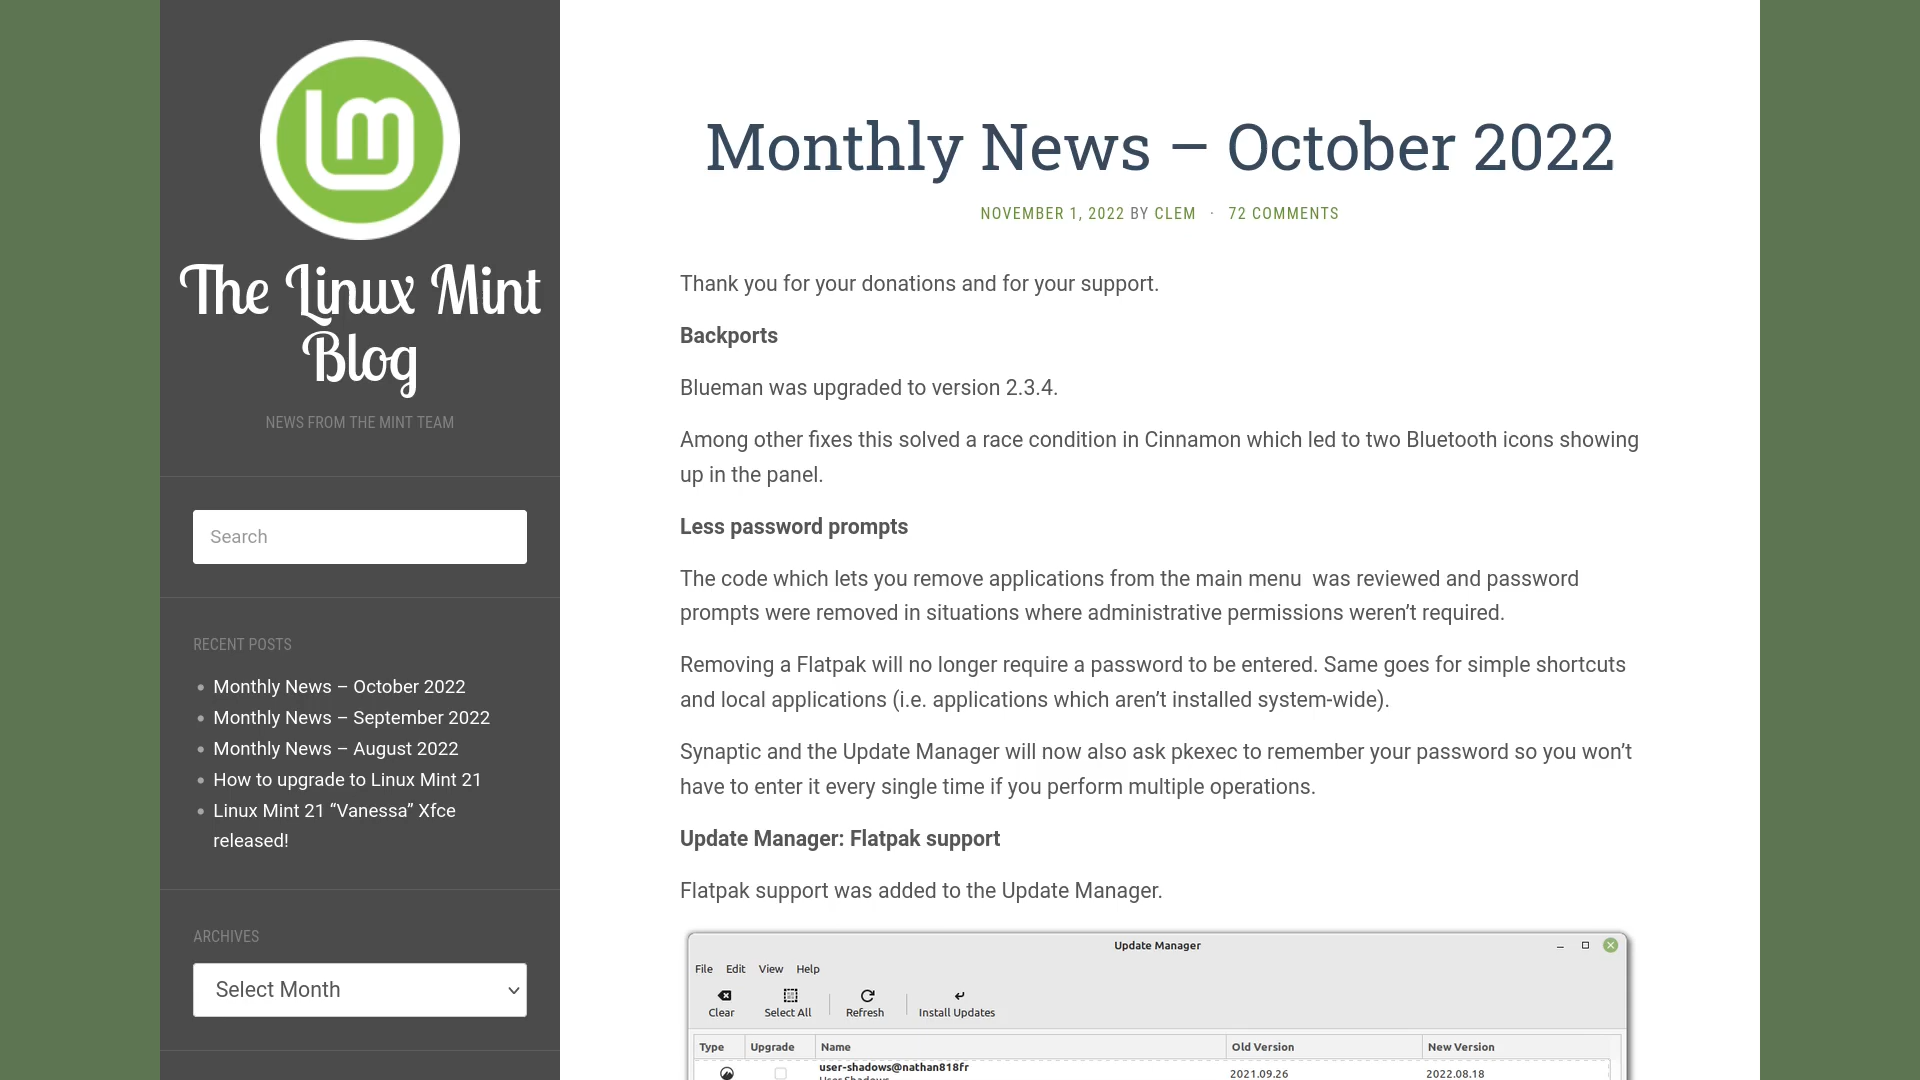 The Linux Mint
Blog
NEWS FROM THE MINT TEAM
Search
RECENT POSTS
Monthly News – October 2022
Monthly News – September 2022
Monthly News – August 2022
How to upgrade to Linux Mint 21
Linux Mint 21 “Vanessa” Xfce
released!
ARCHIVES
Select Month
Monthly News – October 2022
NOVEMBER 1, 2022 BY CLEM · 72 COMMENTS
Thank you for your donations and for your support.
Backports
Blueman was upgraded to version 2.3.4.
Among other fixes this solved a race condition in Cinnamon which led to two Bluetooth icons showing
up in the panel.
Less password prompts
The code which lets you remove applications from the main menu  was reviewed and password
prompts were removed in situations where administrative permissions weren’t required.
Removing a Flatpak will no longer require a password to be entered. Same goes for simple shortcuts
and local applications (i.e. applications which aren’t installed system-wide).
Synaptic and the Update Manager will now also ask pkexec to remember your password so you won’t
have to enter it every single time if you perform multiple operations.
Update Manager: Flatpak support
Flatpak support was added to the Update Manager.
Update Manager
File Edit View Help
Clear Select All Refresh Install Updates
Type Upgrade Name Old Version New Version
user-shadows@nathan818fr
2021.09.26 2022.08.18